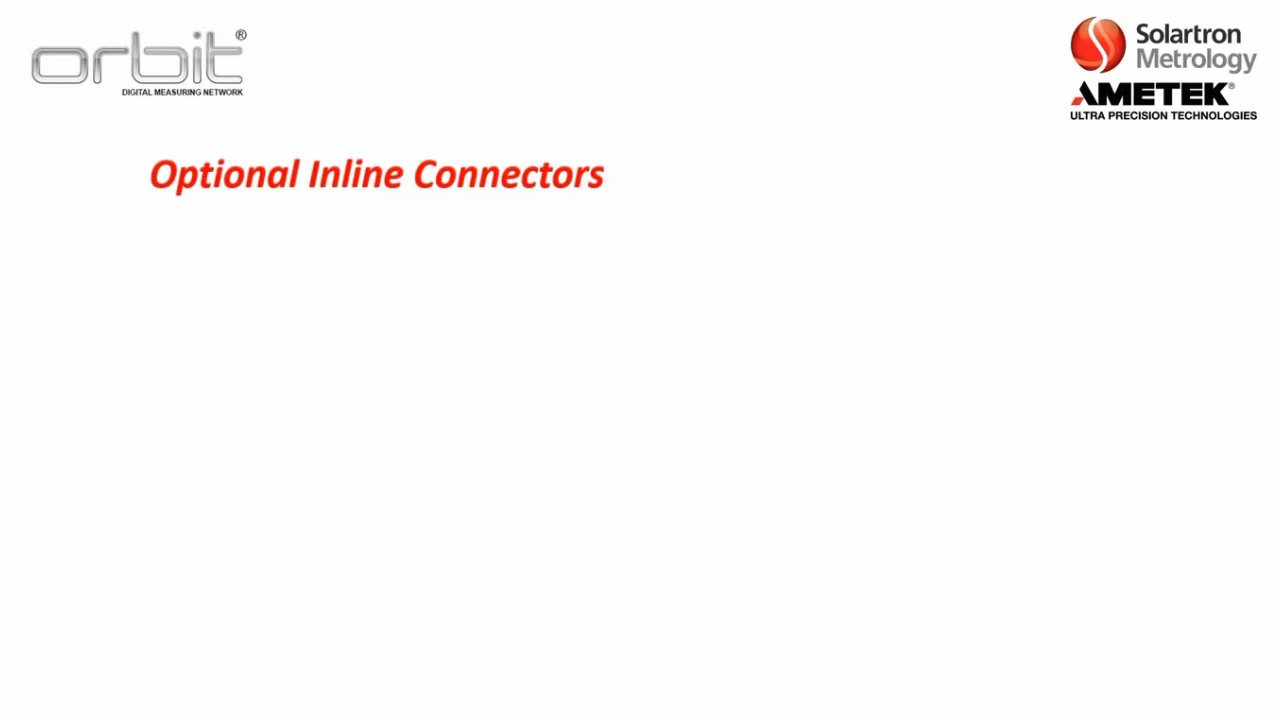 orbit®
DIGITAL MEASURING NETWORK
Solartron
Metrology
AMETEK®
ULTRA PRECISION TECHNOLOGIES
Optional Inline Connectors